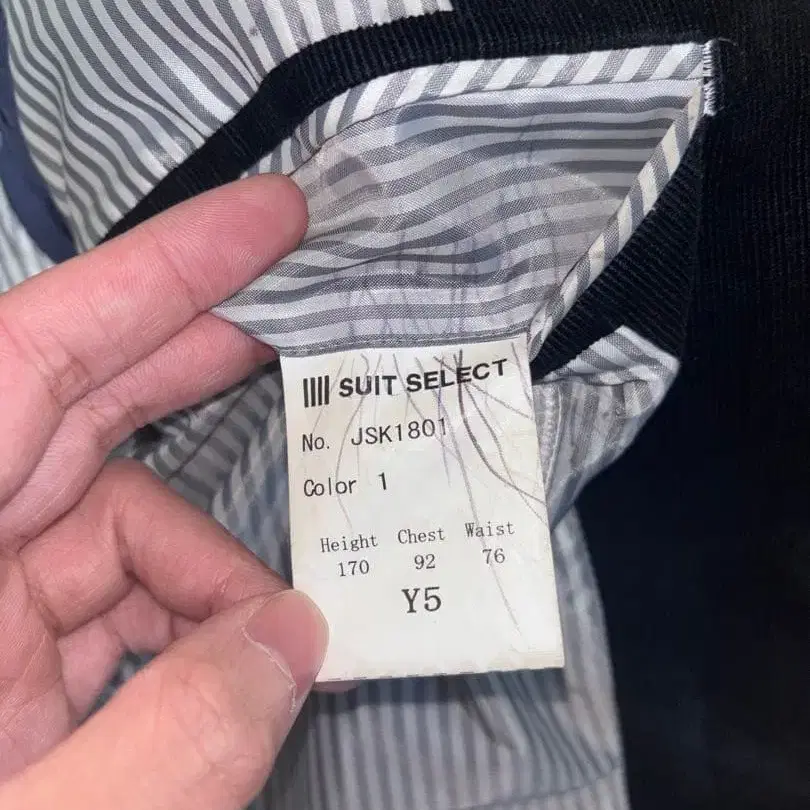 SUIT SELECT
No. JSK1801
Color 1
Height Chest Waist
170 92 76
Y5